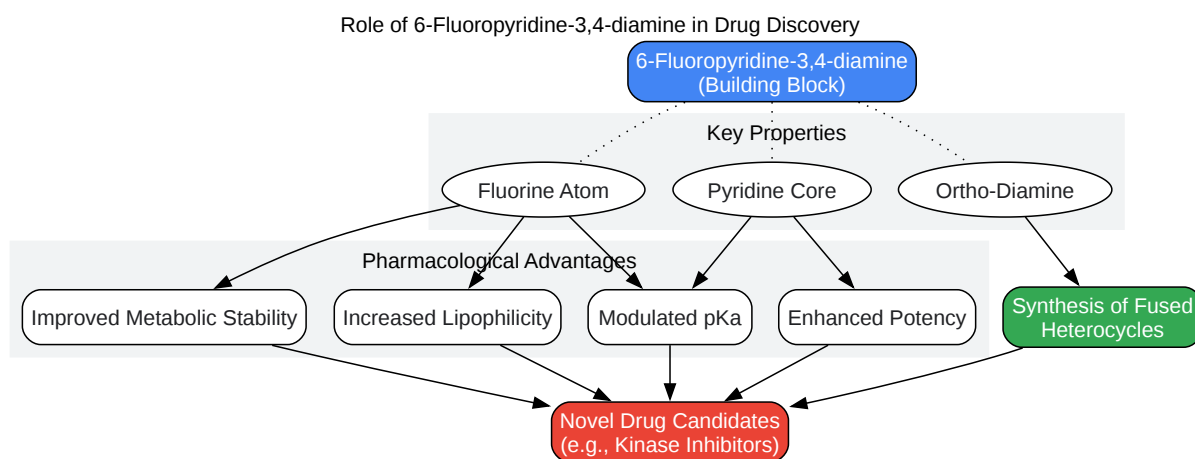 Role of 6-Fluoropyridine-3,4-diamine in Drug Discovery
6-Fluoropyridine-3,4-diamine
(Building Block)
Key Properties
Fluorine Atom
Pyridine Core
Ortho-Diamine
Pharmacological Advantages
Improved Metabolic Stability
Increased Lipophilicity
Modulated pKa
Enhanced Potency
Synthesis of Fused
Heterocycles
Novel Drug Candidates
(e.g., Kinase Inhibitors)